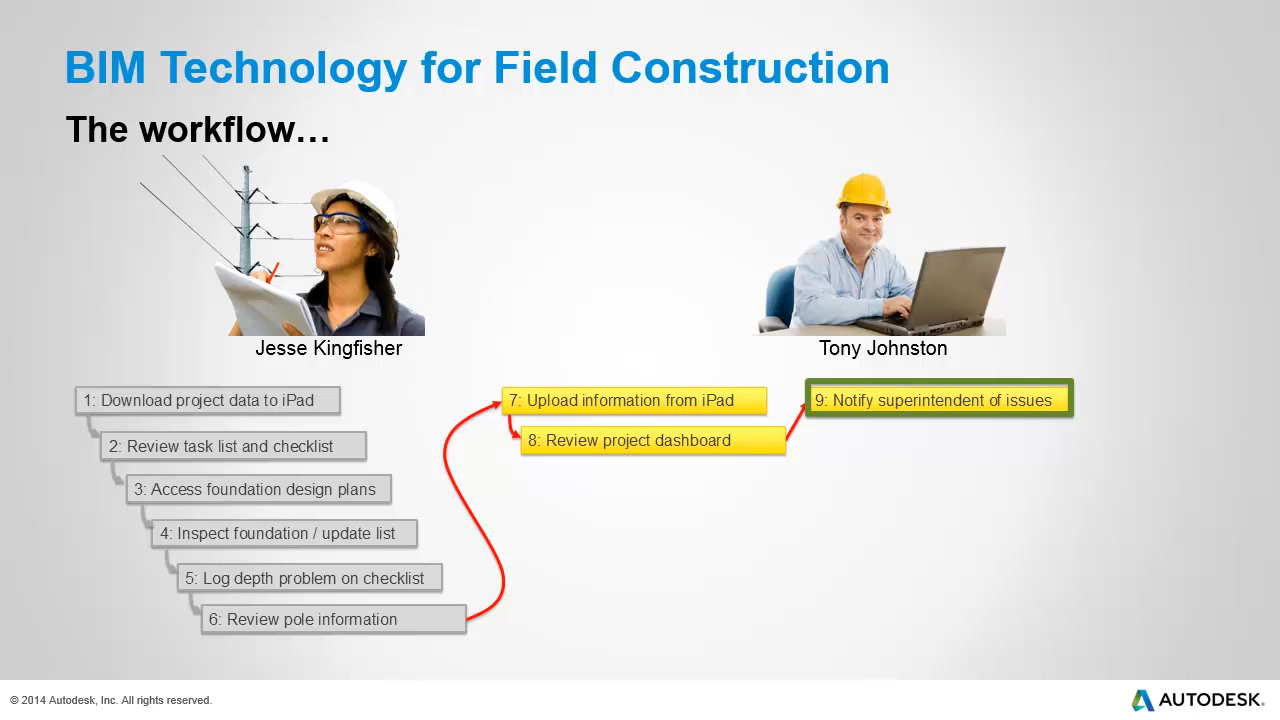 BIM Technology for Field Construction
The workflow…
Jesse Kingfisher
Tony Johnston
1: Download project data to iPad
2: Review task list and checklist
3: Access foundation design plans
4: Inspect foundation / update list
5: Log depth problem on checklist
6: Review pole information
7: Upload information from iPad
8: Review project dashboard
9: Notify superintendent of issues
© 2014 Autodesk, Inc. All rights reserved.
AUTODESK.